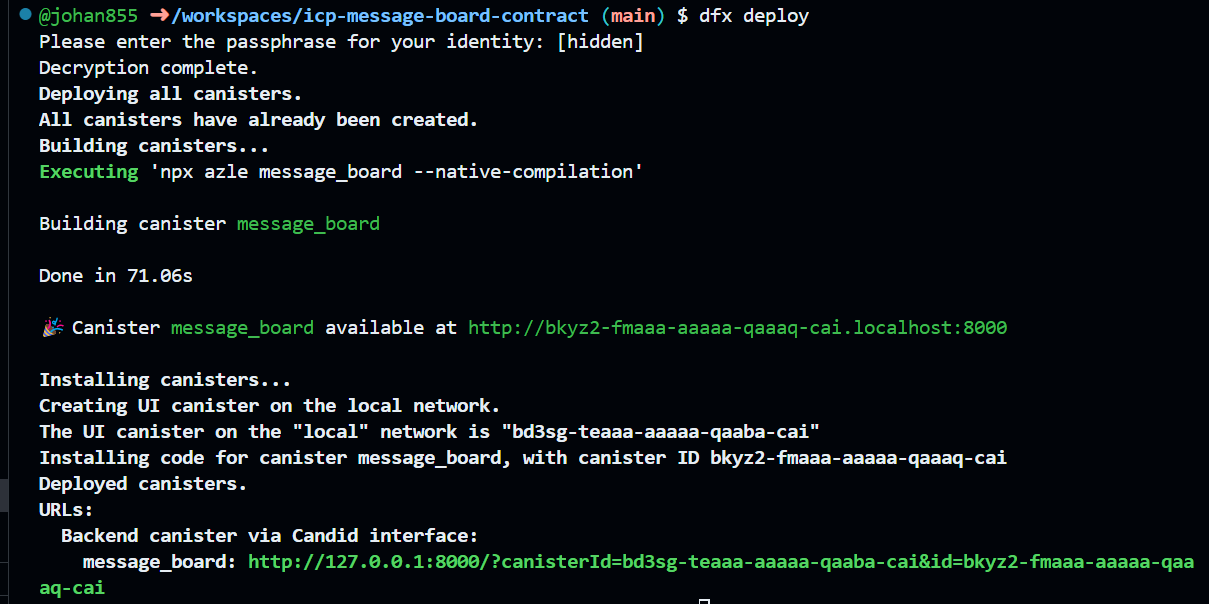 @johan855 ➜/workspaces/icp-message-board-contract (main) $ dfx deploy
Please enter the passphrase for your identity: [hidden]
Decryption complete.
Deploying all canisters.
All canisters have already been created.
Building canisters...
Executing 'npx azle message_board --native-compilation'
Building canister message_board
Done in 71.06s
🎉 Canister message_board available at http://bkyz2-fmaaa-aaaaa-qaaaq-cai.localhost:8000
Installing canisters...
Creating UI canister on the local network.
The UI canister on the "local" network is "bd3sg-teaaa-aaaaa-qaaba-cai"
Installing code for canister message_board, with canister ID bkyz2-fmaaa-aaaaa-qaaaq-cai
Deployed canisters.
URLs:
Backend canister via Candid interface:
message_board: http://127.0.0.1:8000/?canisterId=bd3sg-teaaa-aaaaa-qaaba-cai&id=bkyz2-fmaaa-aaaaa-qaa
aq-cai